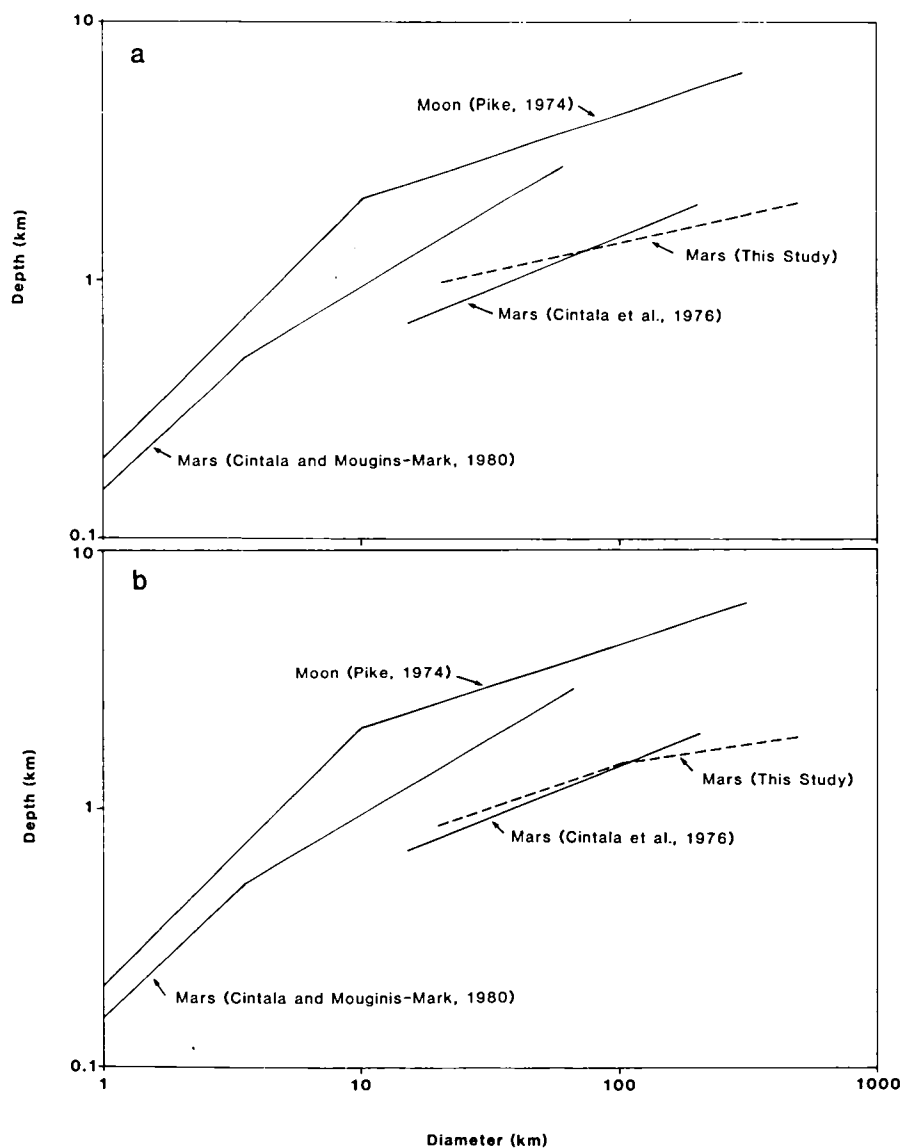 10
a
Moon (Pike, 1974)
Depth (km)
1
Mars (This Study)
Mars (Cintala et al., 1976)
Mars (Cintala and Mougins-Mark, 1980)
0.1
10
b
Moon (Pike, 1974)
Depth (km)
1
Mars (This Study)
Mars (Cintala et al., 1976)
Mars (Cintala and Mouginis-Mark, 1980)
0.1
1 10 100 1000
Diameter (km)